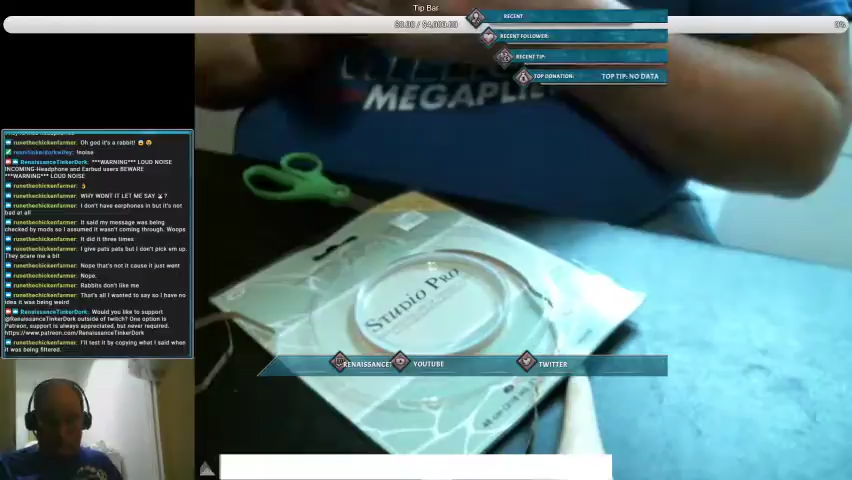 Tip Bar
$0.00 / $4,000.00
0%
RECENT
RECENT FOLLOWER:
RECENT TIP:
TOP DONATION:
TOP TIP: NO DATA
MEGAPLIE
runethechickenfarmer: Oh god it's a rabbit!
!noise
RenaissanceTinkerDork: ***WARNING*** LOUD NOISE
INCOMING-Headphone and Earbud users BEWARE
***WARNING*** LOUD NOISE
runethechickenfarmer:
runethechickenfarmer: WHY WONT IT LET ME SAY ?
runethechickenfarmer: I don't have earphones in but it's not
bad at all
runethechickenfarmer: It said my message was being
checked by mods so I assumed it wasn't coming through. Woops
runethechickenfarmer: It did it three times
runethechickenfarmer: I give pats pats but I don't pick em up.
They scare me a bit
runethechickenfarmer: Nope that's not it cause it just went
runethechickenfarmer: Nope.
runethechickenfarmer: Rabbits don't like me
runethechickenfarmer: That's all I wanted to say so I have no
idea it was being weird
RenaissanceTinkerDork: Would you like to support
@RenaissanceTinkerDork outside of twitch? One option is
Patreon, support is always appreciated, but never required.
https://www.patreon.com/RenaissanceTinkerDork
runethechickenfarmer: I'll test it by copying what I said when
it was being filtered.
STUDIO PRO
RENAISSANCET
YOUTUBE
TWITTER